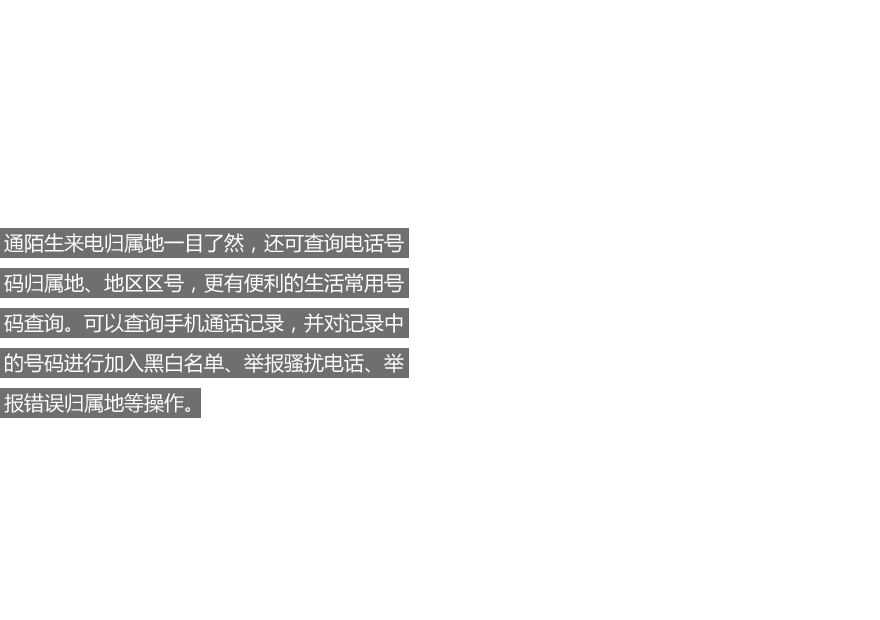 通陌生来电归属地一目了然，还可查询电话号
码归属地、地区区号，更有便利的生活常用号
码查询。可以查询手机通话记录，并对记录中
的号码进行加入黑白名单、举报骚扰电话、举
报错误归属地等操作。